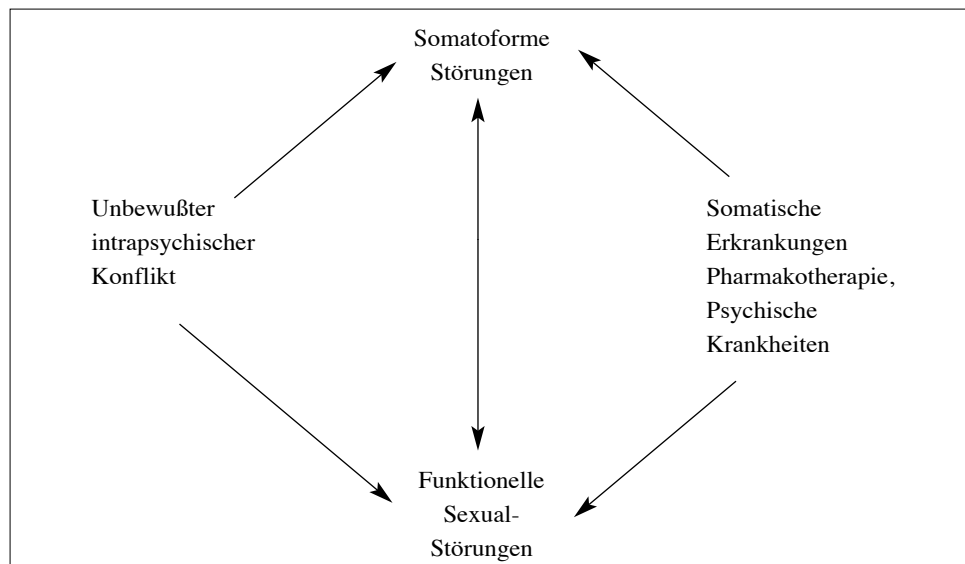 Somatoforme
Störungen
Unbewußter
intrapsychischer
Konflikt
Somatische
Erkrankungen
Pharmakotherapie,
Psychische
Krankheiten
Funktionelle
Sexual-
Störungen